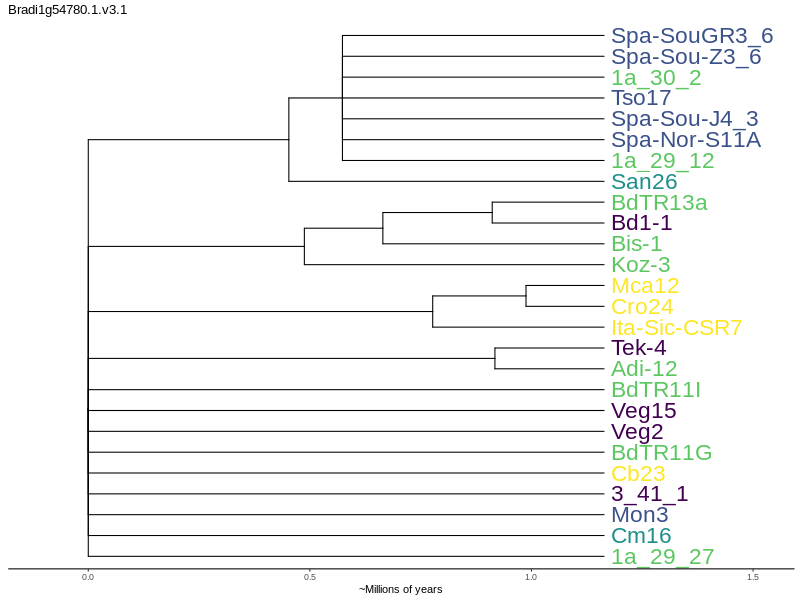 Bradi1g54780.1.v3.1
Spa-SouGR3_6
Spa-Sou-Z3_6
1a_30_2
Tso17
Spa-Sou-J4_3
Spa-Nor-S11A
1a_29_12
San26
BdTR13a
Bd1-1
Bis-1
Koz-3
Mca12
Cro24
Ita-Sic-CSR7
Tek-4
Adi-12
BdTR11I
Veg15
Veg2
BdTR11G
Cb23
3_41_1
Mon3
Cm16
1a_29_27
0.0 0.5 1.0 1.5
~Millions of years